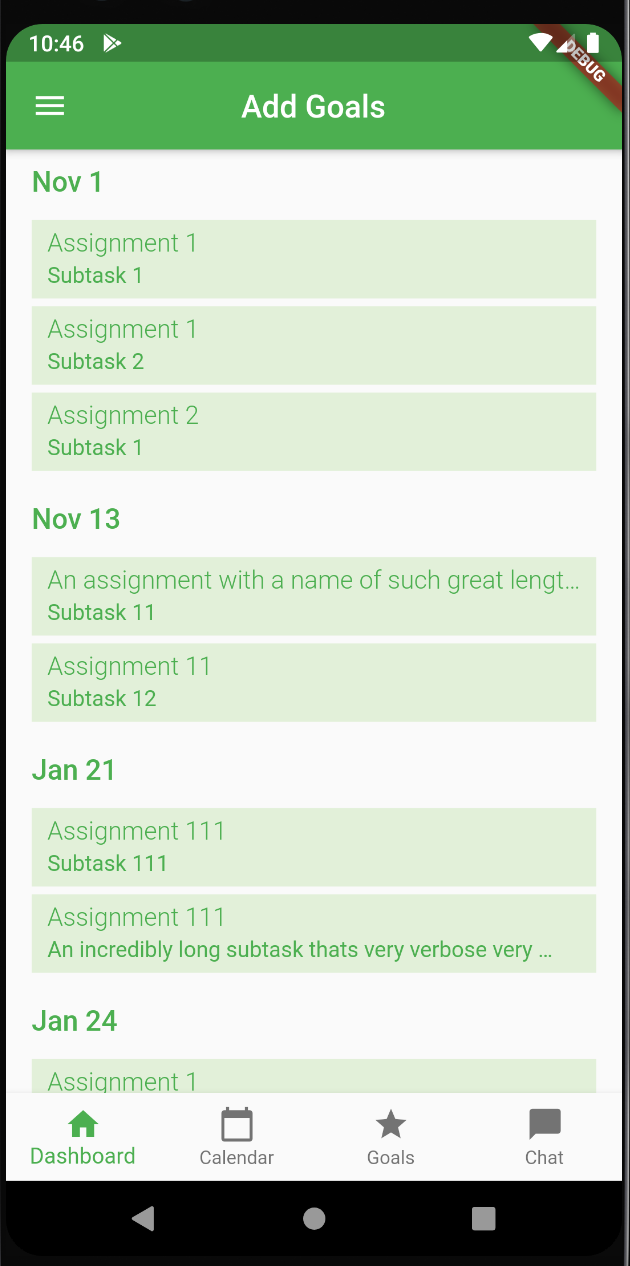 10:46
DEBUG
Add Goals
Nov 1
Assignment 1
Subtask 1
Assignment 1
Subtask 2
Assignment 2
Subtask 1
Nov 13
An assignment with a name of such great lengt...
Subtask 11
Assignment 11
Subtask 12
Jan 21
Assignment 111
Subtask 111
Assignment 111
An incredibly long subtask thats very verbose very ...
Jan 24
Assignment 1
Dashboard
Calendar
Goals
Chat